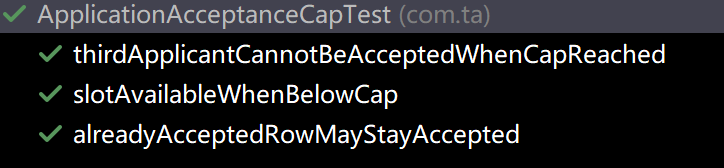 ApplicationAcceptanceCapTest (com.ta)
thirdApplicantCannotBeAcceptedWhenCapReached
slotAvailableWhenBelowCap
alreadyAcceptedRowMayStayAccepted